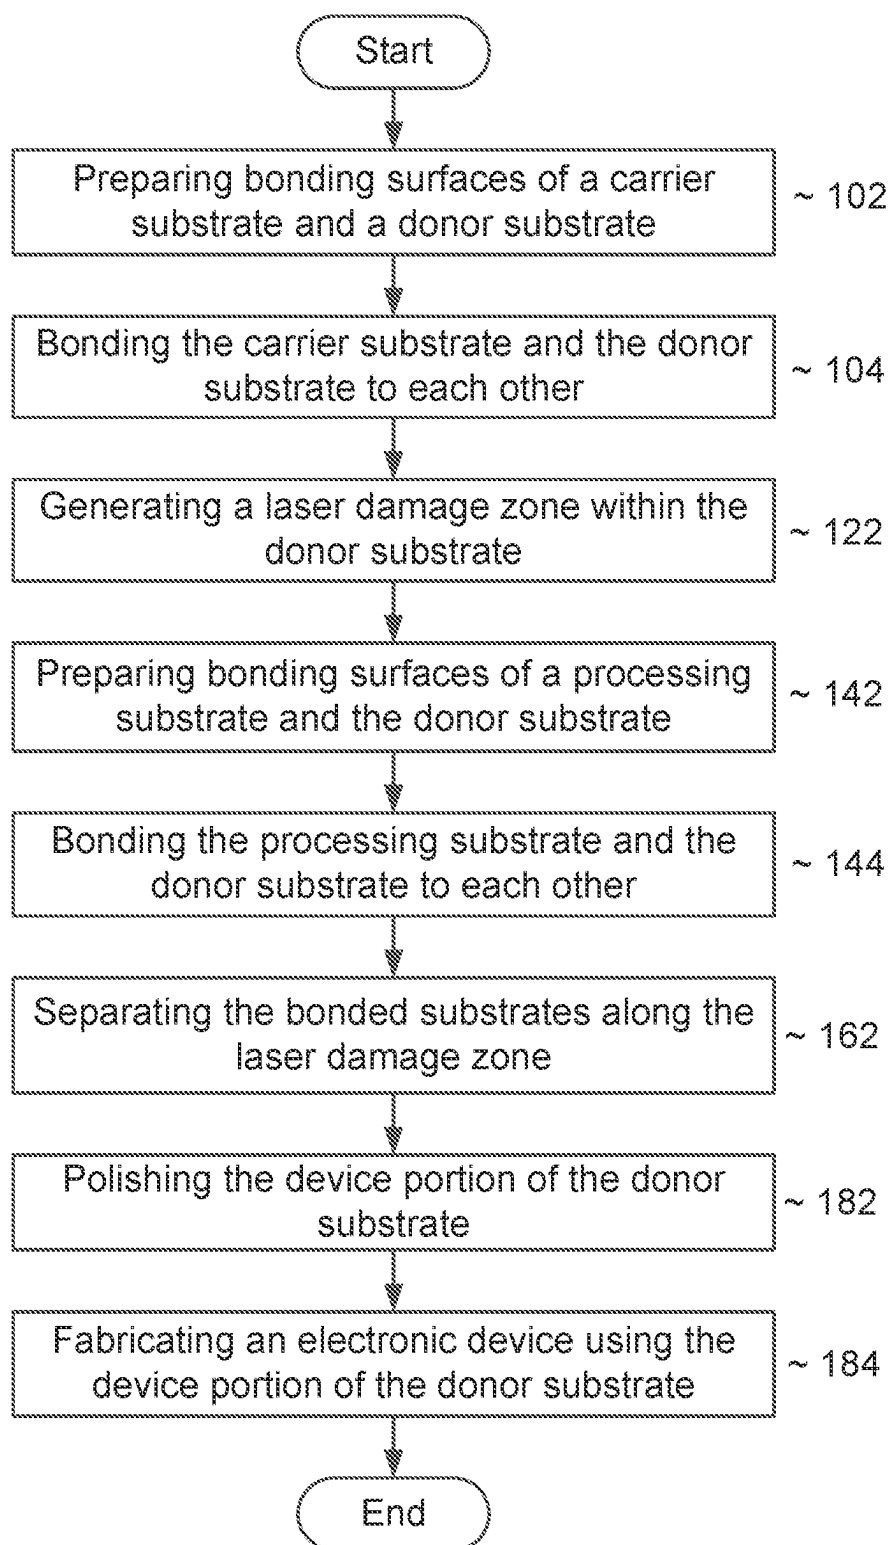 Start
Preparing bonding surfaces of a carrier
substrate and a donor substrate
~ 102
Bonding the carrier substrate and the donor
substrate to each other
~ 104
Generating a laser damage zone within the
donor substrate
~ 122
Preparing bonding surfaces of a processing
substrate and the donor substrate
~ 142
Bonding the processing substrate and the
donor substrate to each other
~ 144
Separating the bonded substrates along the
laser damage zone
~ 162
Polishing the device portion of the donor
substrate
~ 182
Fabricating an electronic device using the
device portion of the donor substrate
~ 184
End